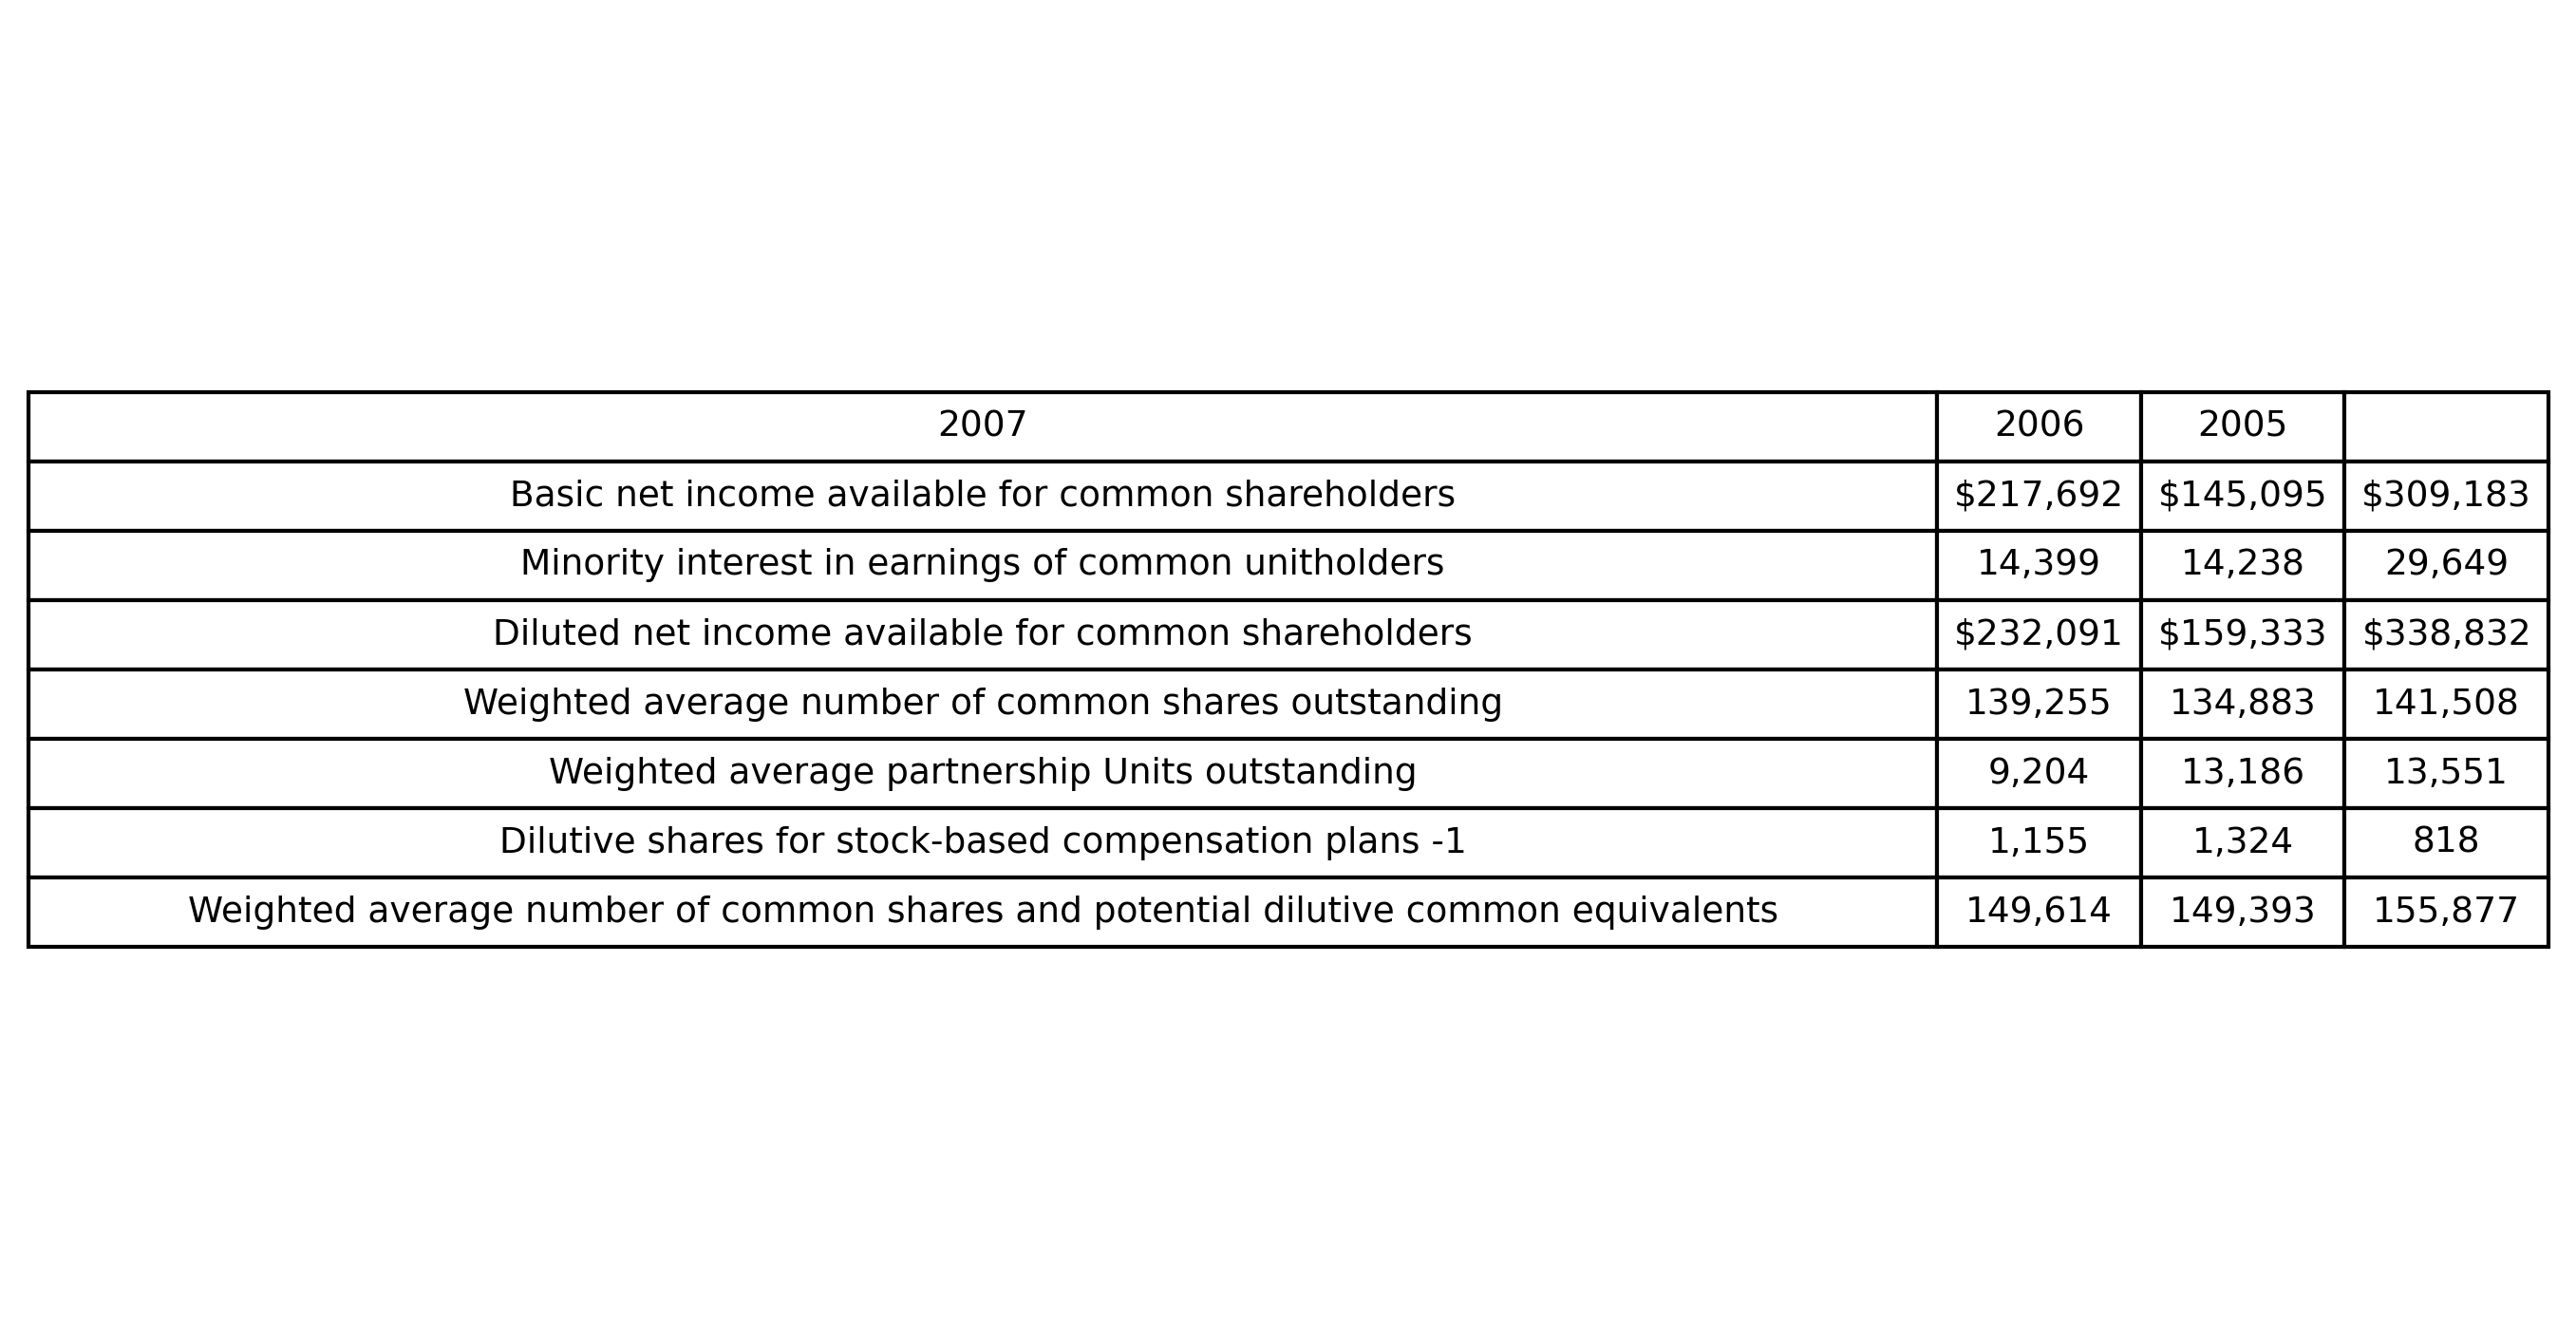 2007 2006 2005
Basic net income available for common shareholders $217,692 $145,095 $309,183
Minority interest in earnings of common unitholders 14,399 14,238 29,649
Diluted net income available for common shareholders $232,091 $159,333 $338,832
Weighted average number of common shares outstanding 139,255 134,883 141,508
Weighted average partnership Units outstanding 9,204 13,186 13,551
Dilutive shares for stock-based compensation plans -1 1,155 1,324 818
Weighted average number of common shares and potential dilutive common equivalents 149,614 149,393 155,877